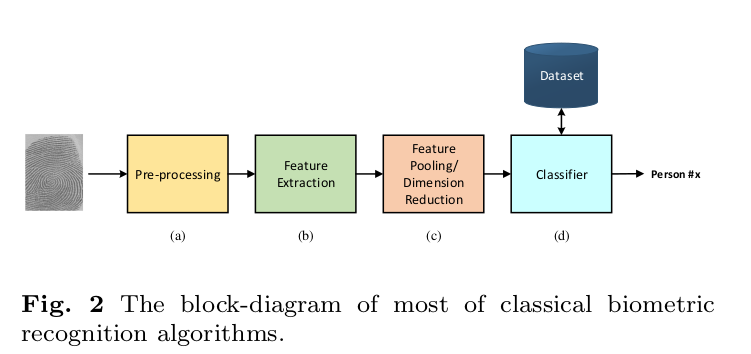 Dataset
Pre-processing
Feature
Extraction
Feature
Pooling/
Dimension
Reduction
Classifier
Person #x
(a)
(b)
(c)
(d)
Fig. 2 The block-diagram of most of classical biometric
recognition algorithms.